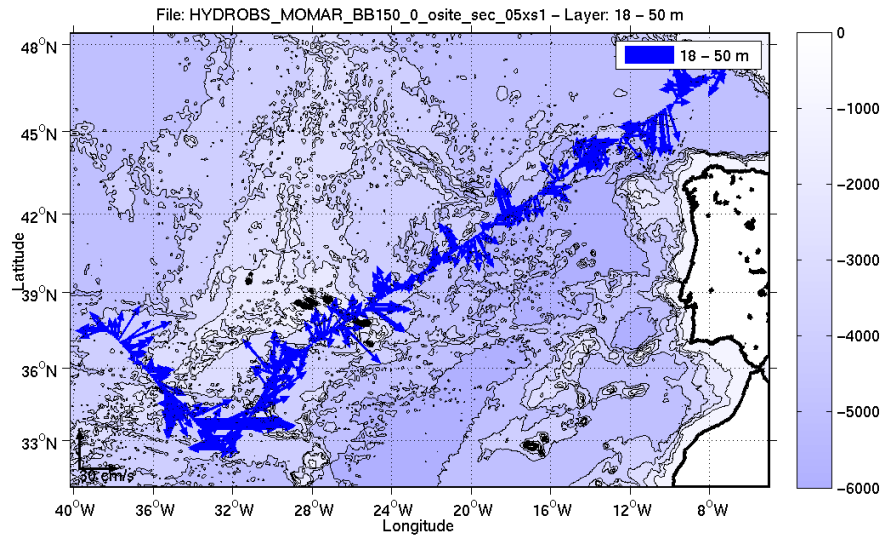 File: HYDROBS_MOMAR_BB150_0_osite_sec_05xs1 – Layer: 18 – 50 m
18 – 50 m
48°N
45°N
42°N
39°N
36°N
33°N
Latitude
30 cm/s
40°W 36°W 32°W 28°W 24°W 20°W 16°W 12°W 8°W
Longitude
0
−1000
−2000
−3000
−4000
−5000
−6000